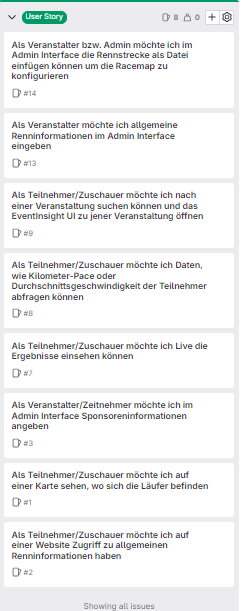 User Story 8 0
Als Veranstalter bzw. Admin möchte ich im
Admin Interface die Rennstrecke als Datei
einfügen können um die Racemap zu
konfigurieren
#14
Als Veranstalter möchte ich allgemeine
Renninformationen im Admin Interface
eingeben
#13
Als Teilnehmer/Zuschauer möchte ich nach
einer Veranstaltung suchen können und das
EventInsight UI zu jener Veranstaltung öffnen
#9
Als Teilnehmer/Zuschauer möchte ich Daten,
wie Kilometer-Pace oder
Durchschnittsgeschwindigkeit der Teilnehmer
abfragen können
#8
Als Teilnehmer/Zuschauer möchte ich Live die
Ergebnisse einsehen können
#7
Als Veranstalter/Zeitnehmer möchte ich im
Admin Interface Sponsoreninformationen
angeben
#3
Als Teilnehmer/Zuschauer möchte ich auf
einer Karte sehen, wo sich die Läufer befinden
#1
Als Teilnehmer/Zuschauer möchte ich auf
einer Website Zugriff zu allgemeinen
Renninformationen haben
#2
Showing all issues